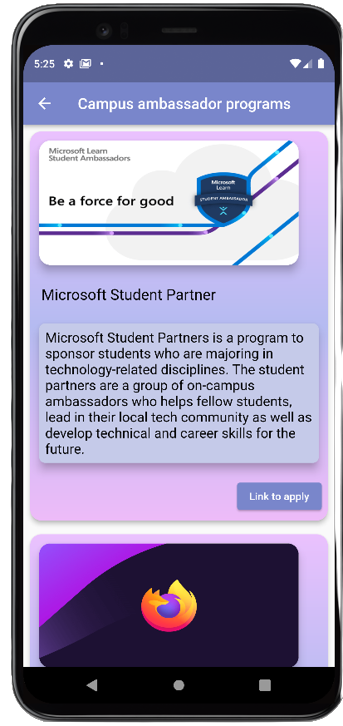 5:25
Campus ambassador programs
Microsoft Learn
Student Ambassadors
Be a force for good
Microsoft
Learn
STUDENT AMBASSADOR
Microsoft Student Partner
Microsoft Student Partners is a program to
sponsor students who are majoring in
technology-related disciplines. The student
partners are a group of on-campus
ambassadors who helps fellow students,
lead in their local tech community as well as
develop technical and career skills for the
future.
Link to apply